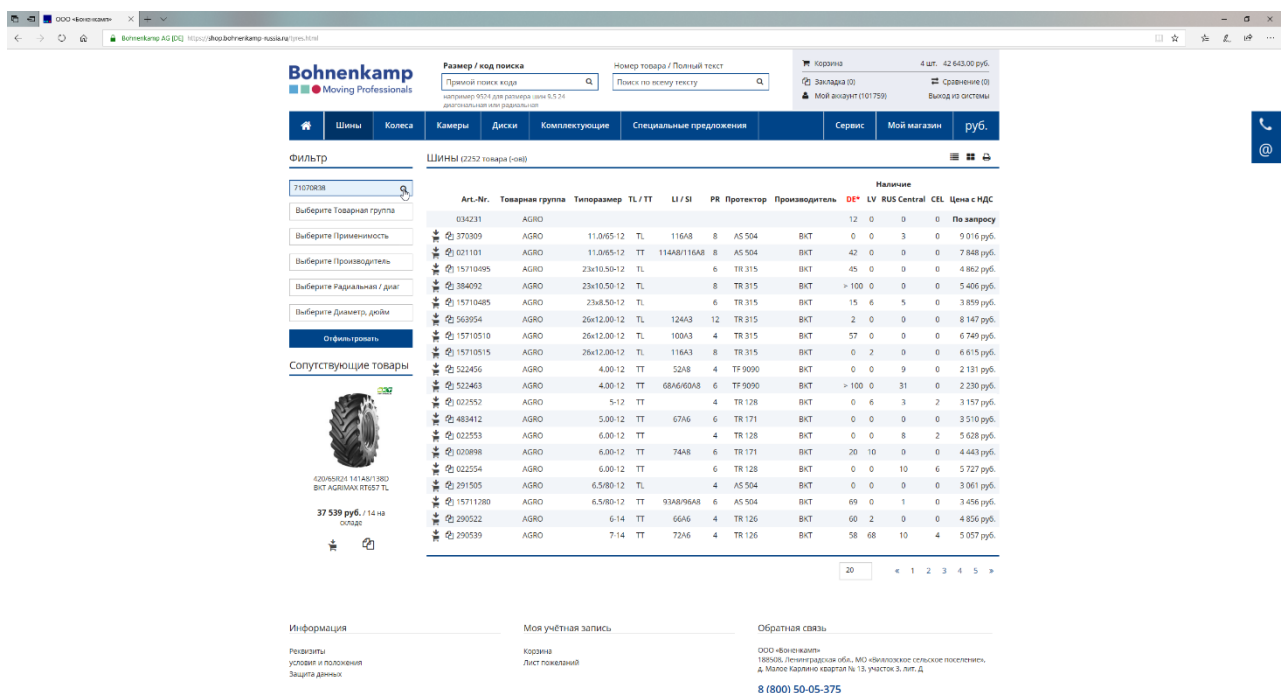 ООО «Боненкамп»
Bohnenkamp AG [DE] https://shop.bohnenkamp-russia.ru/tyres.html
Bohnenkamp
Moving Professionals
Размер / код поиска
Прямой поиск кода
например 9524 для размера шин 9,5 24
диагональная или радиальная
Номер товара / Полный текст
Поиск по всему тексту
Корзина 4 шт. 42 643,00 руб.
Закладка (0) Сравнение (0)
Мой аккаунт (101759) Выход из системы
Шины Колеса Камеры Диски Комплектующие Специальные предложения Сервис Мой магазин руб.
@
Фильтр
71070R38
Выберите Товарная группа
Выберите Применимость
Выберите Производитель
Выберите Радиальная / диаг
Выберите Диаметр, дюйм
Отфильтровать
Сопутствующие товары
420/65R24 141A8/138D
BKT AGRIMAX RT657 TL
37 539 руб. / 14 на
складе
Шины (2252 товара (-ов))
Наличие
Art.-Nr. Товарная группа Типоразмер TL / TT LI / SI PR Протектор Производитель DE* LV RUS Central CEL Цена с НДС
034231 AGRO 12 0 0 0 По запросу
370309 AGRO 11.0/65-12 TL 116A8 8 AS 504 BKT 0 0 3 0 9 016 руб.
021101 AGRO 11.0/65-12 TT 114A8/116A8 8 AS 504 BKT 42 0 0 0 7 848 руб.
15710495 AGRO 23x10.50-12 TL 6 TR 315 BKT 45 0 0 0 4 862 руб.
384092 AGRO 23x10.50-12 TL 8 TR 315 BKT > 100 0 0 0 5 406 руб.
15710485 AGRO 23x8.50-12 TL 6 TR 315 BKT 15 6 5 0 3 859 руб.
563954 AGRO 26x12.00-12 TL 124A3 12 TR 315 BKT 2 0 0 0 8 147 руб.
15710510 AGRO 26x12.00-12 TL 100A3 4 TR 315 BKT 57 0 0 0 6 749 руб.
15710515 AGRO 26x12.00-12 TL 116A3 8 TR 315 BKT 0 2 0 0 6 615 руб.
522456 AGRO 4.00-12 TT 52A8 4 TF 9090 BKT 0 0 9 0 2 131 руб.
522463 AGRO 4.00-12 TT 68A6/60A8 6 TF 9090 BKT > 100 0 31 0 2 230 руб.
022552 AGRO 5-12 TT 4 TR 128 BKT 0 6 3 2 3 157 руб.
483412 AGRO 5.00-12 TT 67A6 6 TR 171 BKT 0 0 0 0 3 510 руб.
022553 AGRO 6.00-12 TT 4 TR 128 BKT 0 0 8 2 5 628 руб.
020898 AGRO 6.00-12 TT 74A8 6 TR 171 BKT 20 10 0 0 4 443 руб.
022554 AGRO 6.00-12 TT 6 TR 128 BKT 0 0 10 6 5 727 руб.
291505 AGRO 6.5/80-12 TL 4 AS 504 BKT 0 0 0 0 3 061 руб.
15711280 AGRO 6.5/80-12 TT 93A8/96A8 6 AS 504 BKT 69 0 1 0 3 456 руб.
290522 AGRO 6-14 TT 66A6 4 TR 126 BKT 60 2 0 0 4 856 руб.
290539 AGRO 7-14 TT 72A6 4 TR 126 BKT 58 68 10 4 5 057 руб.
20 « 1 2 3 4 5 »
Информация
Реквизиты
условия и положения
Защита данных
Моя учётная запись
Корзина
Лист пожеланий
Обратная связь
ООО «Боненкамп»
188508, Ленинградская обл., МО «Виллозское сельское поселение»,
д. Малое Карлино квартал № 13, участок 3, лит. Д
8 (800) 50-05-375